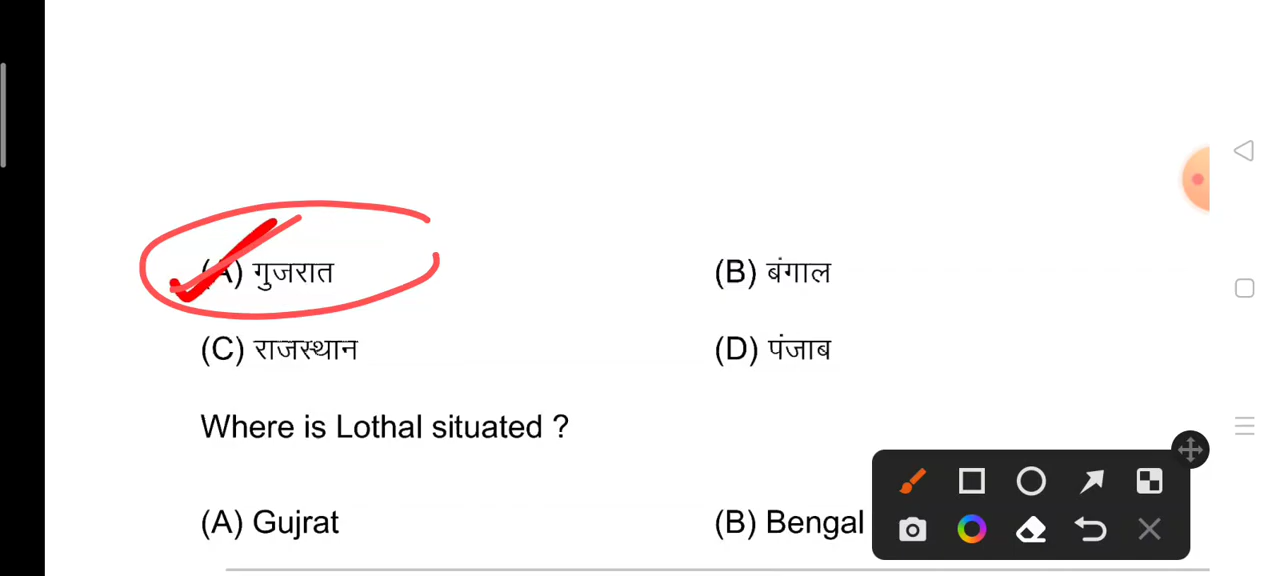 (A) गुजरात (B) बंगाल
(C) राजस्थान (D) पंजाब
Where is Lothal situated ?
(A) Gujrat (B) Bengal